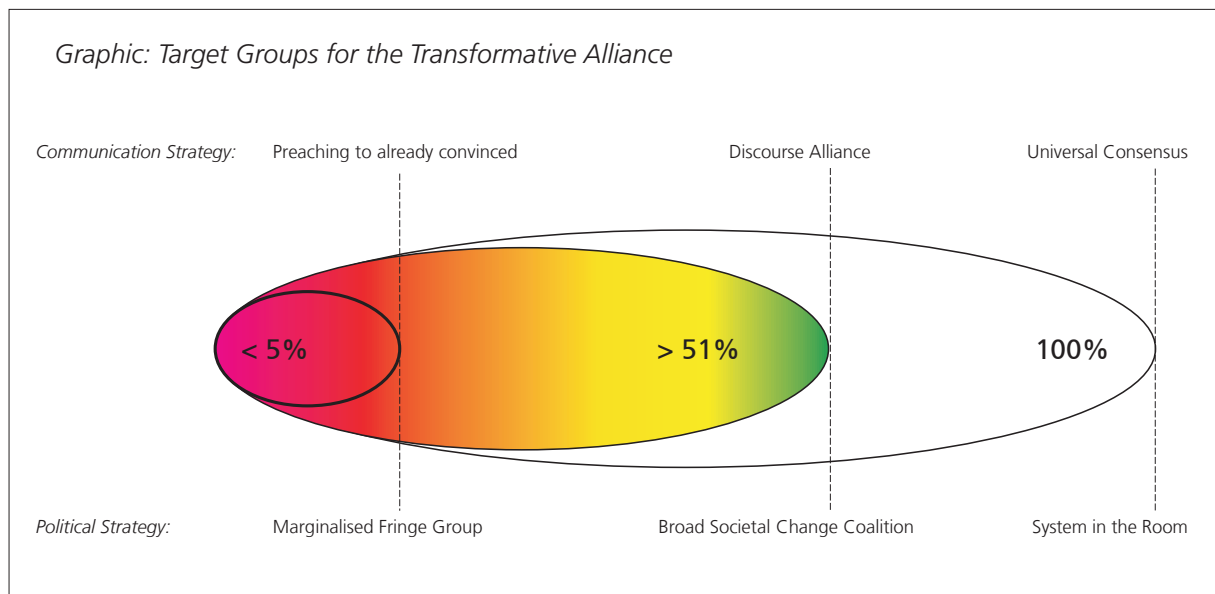 Graphic: Target Groups for the Transformative Alliance
Communication Strategy: Preaching to already convinced Discourse Alliance Universal Consensus
< 5% > 51% 100%
Political Strategy: Marginalised Fringe Group Broad Societal Change Coalition System in the Room